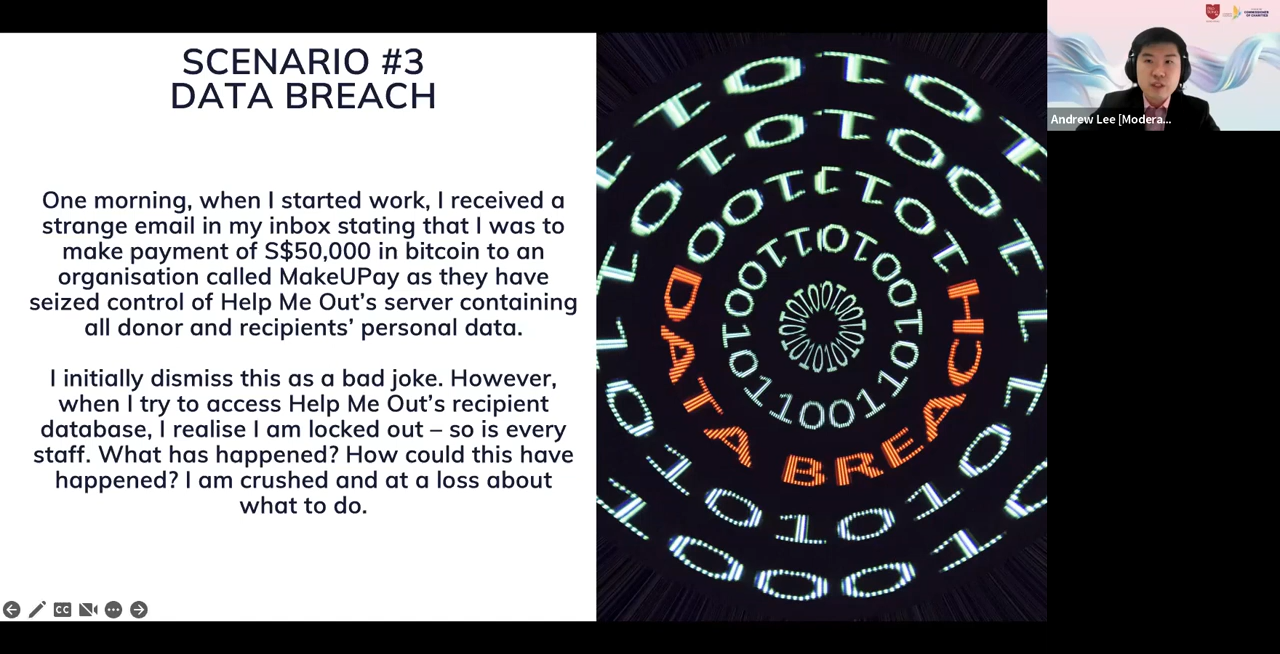 SCENARIO #3
DATA BREACH
One morning, when I started work, I received a
strange email in my inbox stating that I was to
make payment of S$50,000 in bitcoin to an
organisation called MakeUPay as they have
seized control of Help Me Out’s server containing
all donor and recipients’ personal data.
I initially dismiss this as a bad joke. However,
when I try to access Help Me Out’s recipient
database, I realise I am locked out – so is every
staff. What has happened? How could this have
happened? I am crushed and at a loss about
what to do.
DATA BREACH
CC
Andrew Lee [Modera...
COMMISSIONER
OF CHARITIES